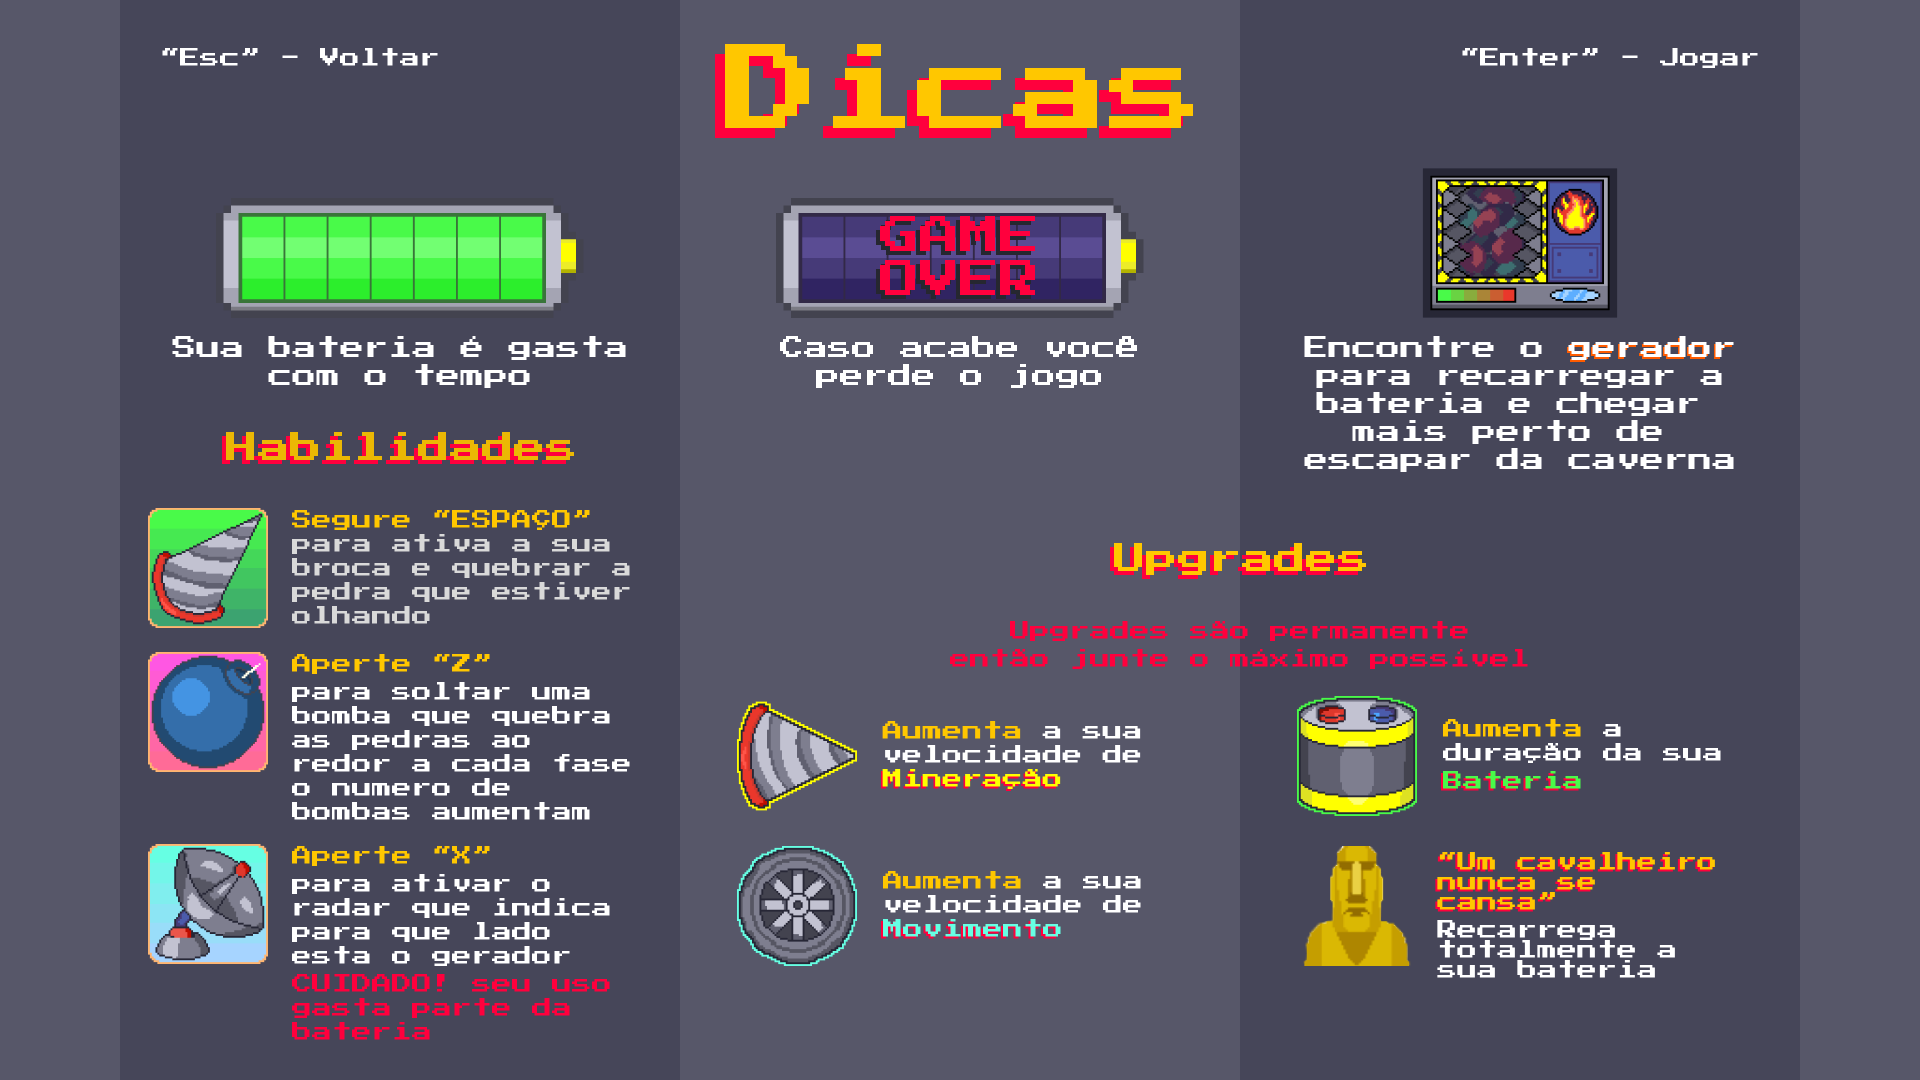 “Esc” - Voltar
Dicas
“Enter” - Jogar
Sua bateria é gasta
com o tempo
GAME
OVER
Caso acabe você
perde o jogo
Encontre o gerador
para recarregar a
bateria e chegar
mais perto de
escapar da caverna
Habilidades
Segure “ESPAÇO”
para ativa a sua
broca e quebrar a
pedra que estiver
olhando
Aperte “Z”
para soltar uma
bomba que quebra
as pedras ao
redor a cada fase
o numero de
bombas aumentam
Aperte “X”
para ativar o
radar que indica
para que lado
esta o gerador
CUIDADO! seu uso
gasta parte da
bateria
Upgrades
Upgrades são permanente
então junte o máximo possível
Aumenta a sua
velocidade de
Mineração
Aumenta a
duração da sua
Bateria
Aumenta a sua
velocidade de
Movimento
“Um cavalheiro
nunca se
cansa”
Recarrega
totalmente a
sua bateria